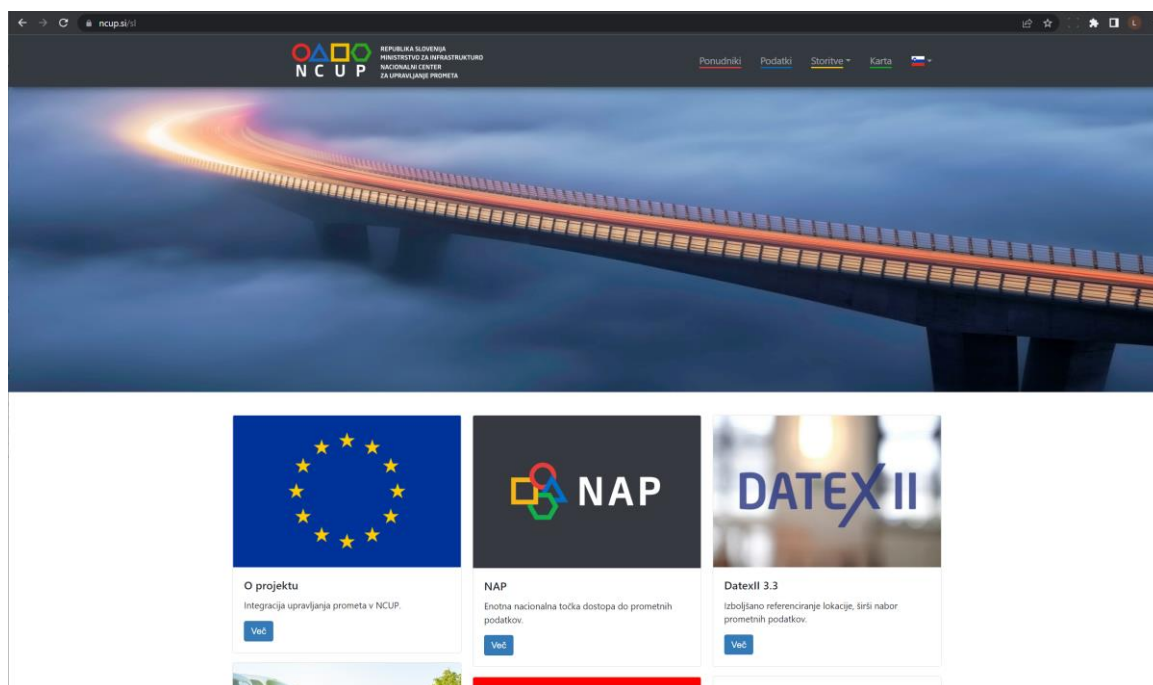 ncup.si/sl
L
NCUP
REPUBLIKA SLOVENIJA
MINISTRSTVO ZA INFRASTRUKTURO
NACIONALNI CENTER
ZA UPRAVLJANJE PROMETA
Ponudniki Podatki Storitve Karta
NAP
DATEX II
O projektu
Integracija upravljanja prometa v NCUP.
Več
NAP
Enotna nacionalna točka dostopa do prometnih
podatkov.
Več
DatexII 3.3
Izboljšano referenciranje lokacije, širši nabor
prometnih podatkov.
Več